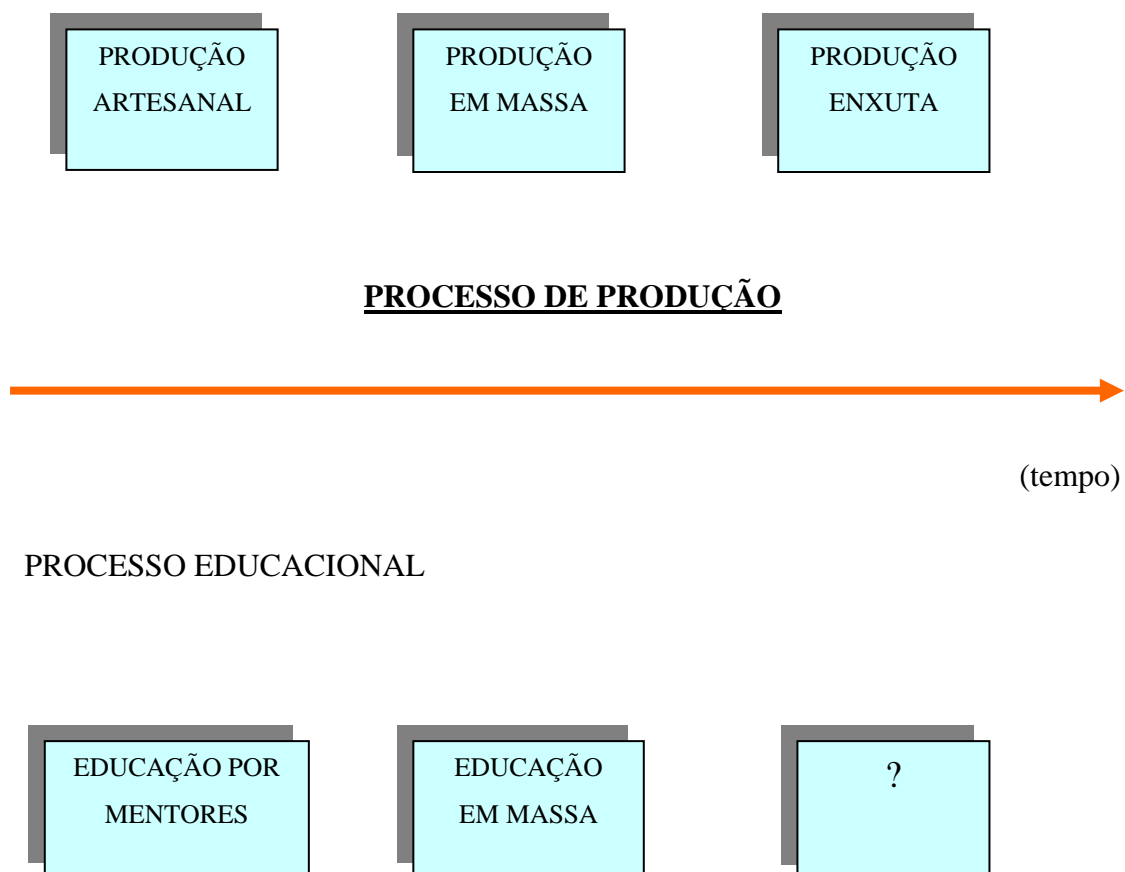 PRODUÇÃO
ARTESANAL
PRODUÇÃO
EM MASSA
PRODUÇÃO
ENXUTA
PROCESSO DE PRODUÇÃO
(tempo)
PROCESSO EDUCACIONAL
EDUCAÇÃO POR
MENTORES
EDUCAÇÃO
EM MASSA
?